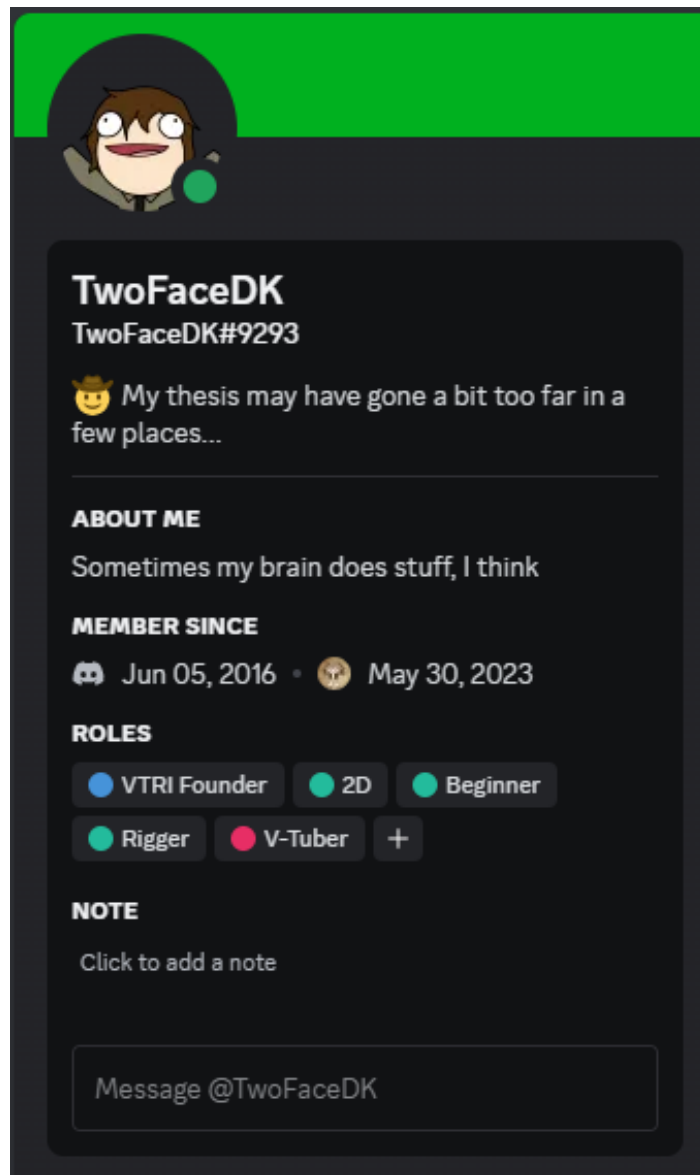 TwoFaceDK
TwoFaceDK#9293
🤠 My thesis may have gone a bit too far in a
few places...
ABOUT ME
Sometimes my brain does stuff, I think
MEMBER SINCE
Jun 05, 2016 • May 30, 2023
ROLES
VTRI Founder 2D Beginner
Rigger V-Tuber +
NOTE
Click to add a note
Message @TwoFaceDK